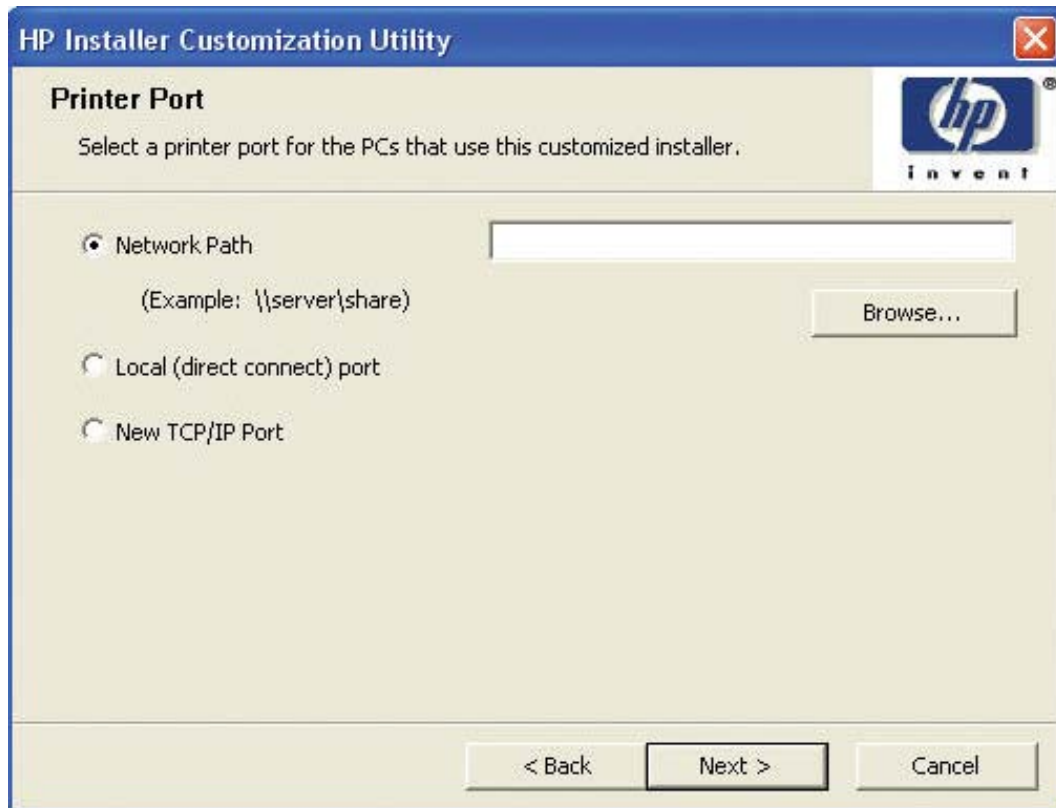 HP Installer Customization Utility
Printer Port
Select a printer port for the PCs that use this customized installer.
hp
®
invent
Network Path
(Example: \\server\share)
Browse...
Local (direct connect) port
New TCP/IP Port
< Back
Next >
Cancel